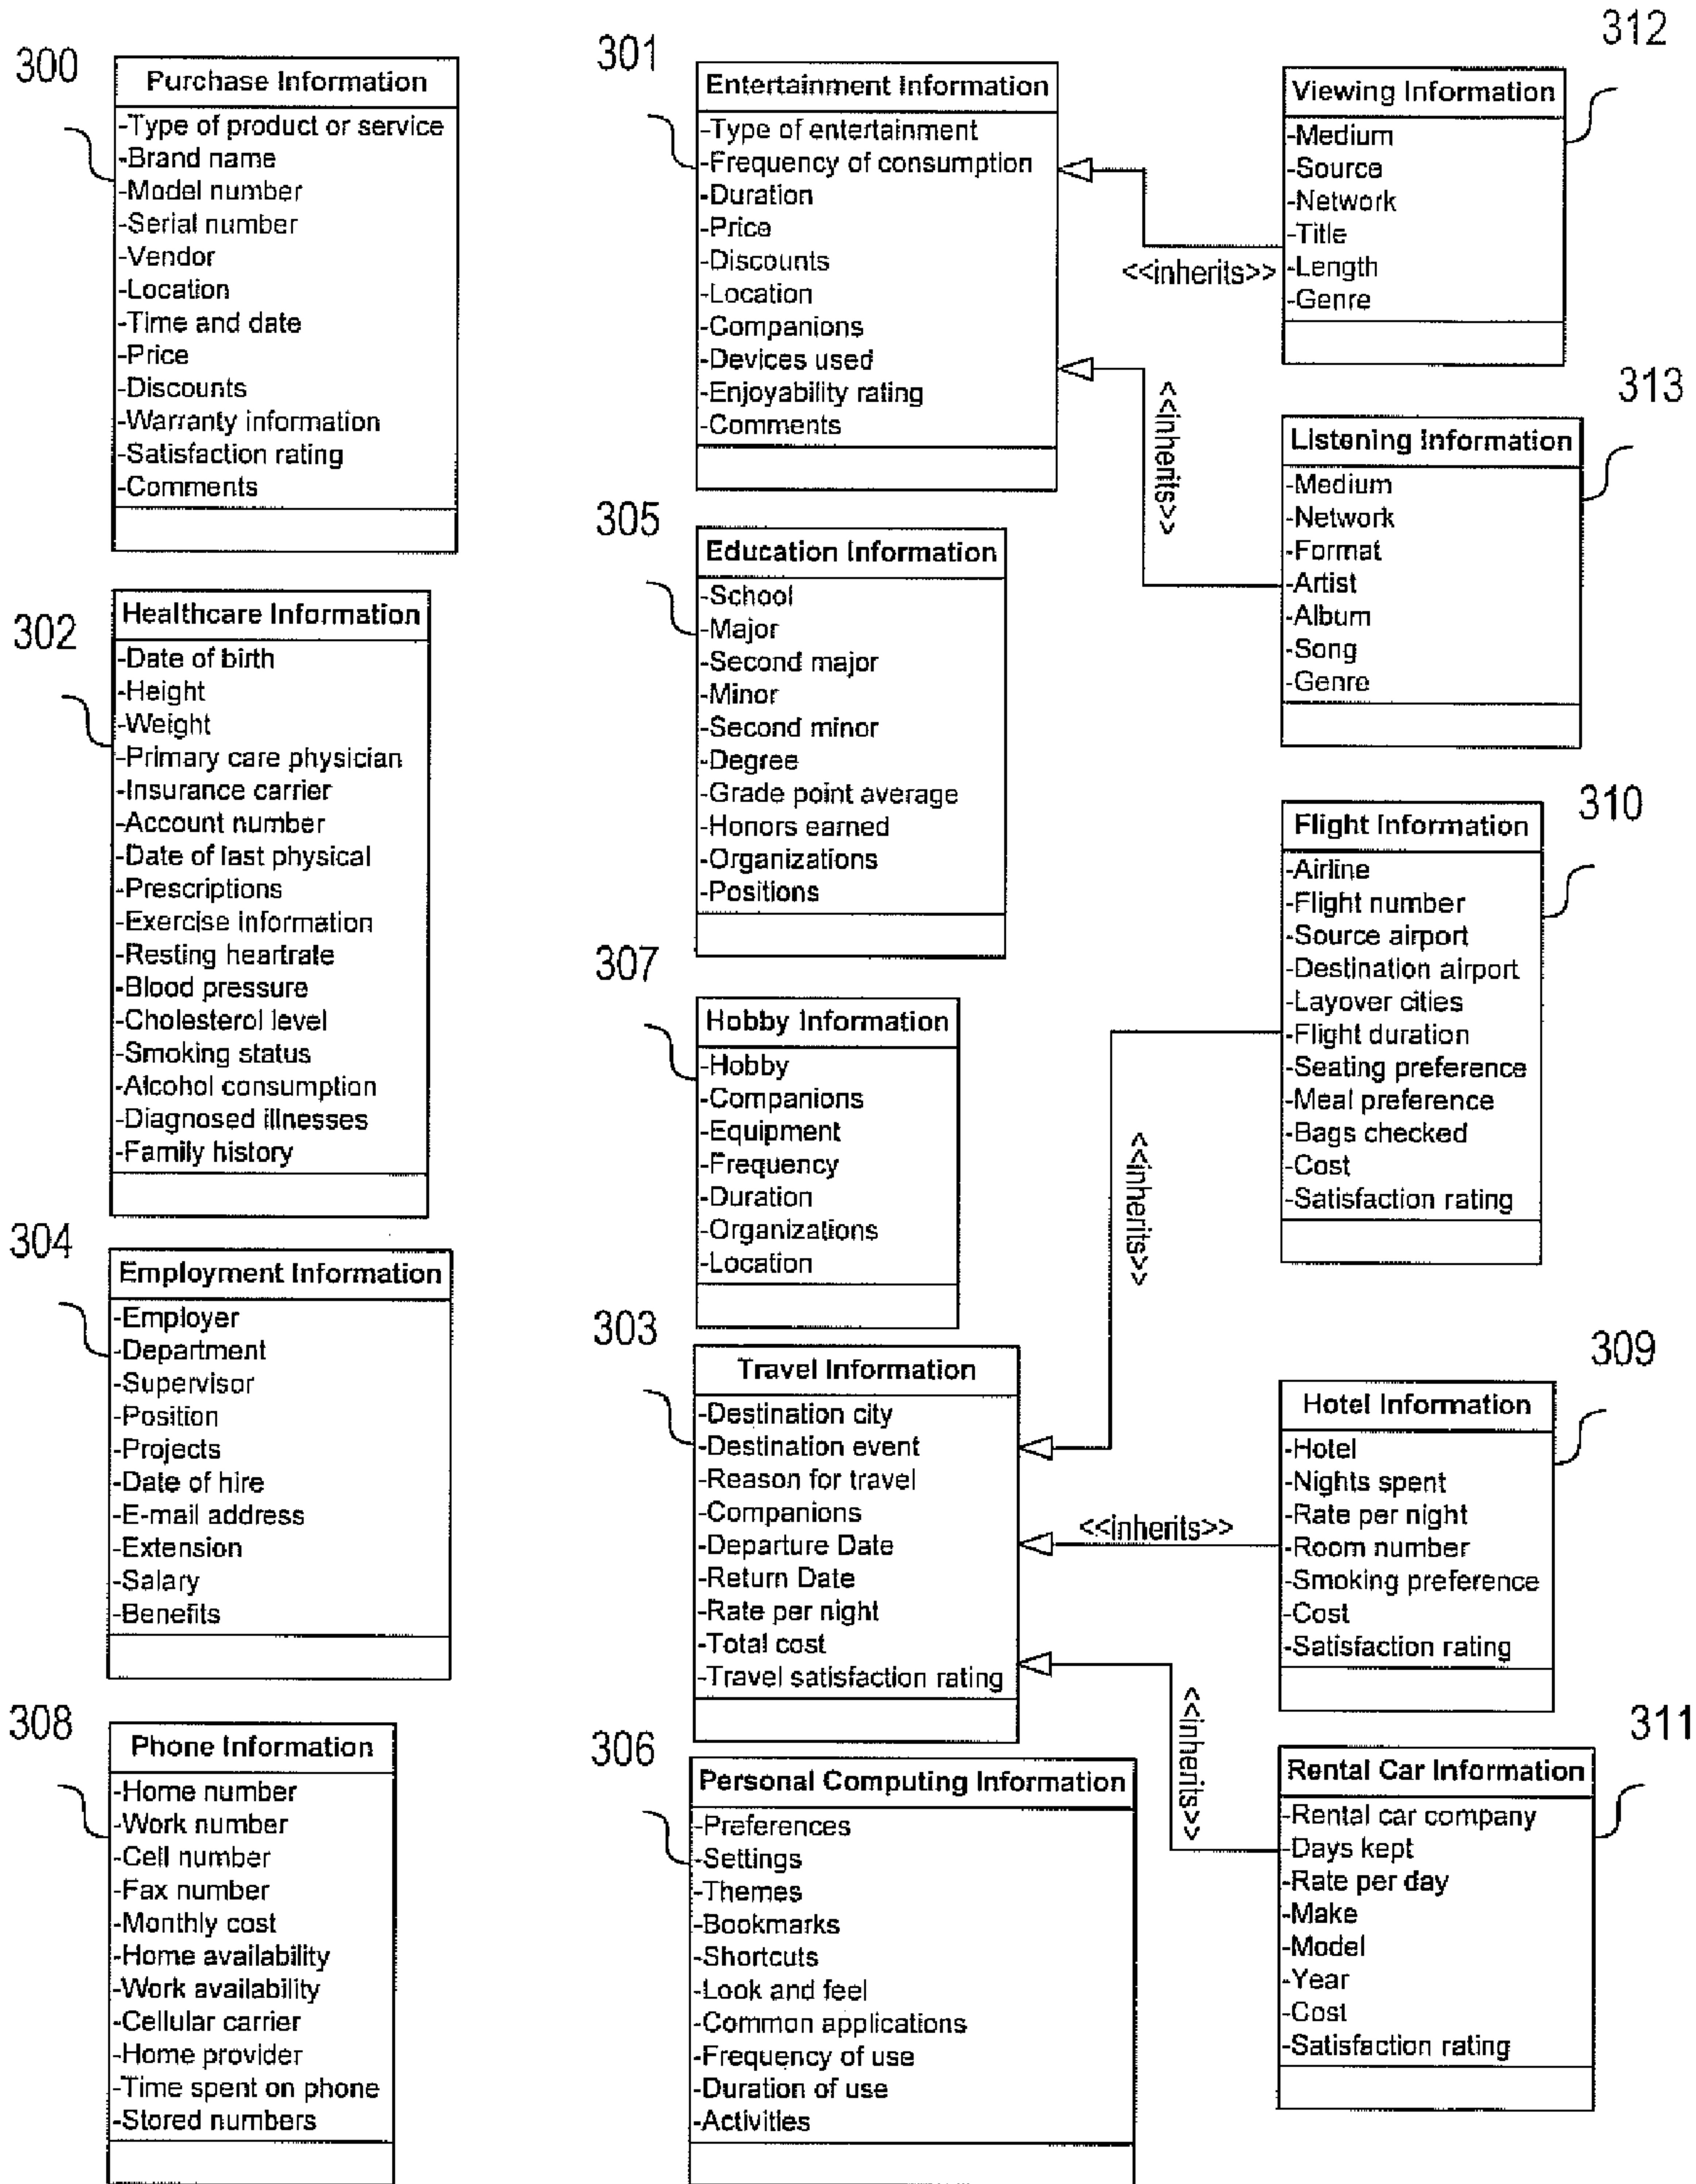 300
Purchase Information
-Type of product or service
-Brand name
-Model number
-Serial number
-Vendor
-Location
-Time and date
-Price
-Discounts
-Warranty information
-Satisfaction rating
-Comments
302
Healthcare Information
-Date of birth
-Height
-Weight
-Primary care physician
-Insurance carrier
-Account number
-Date of last physical
-Prescriptions
-Exercise information
-Resting heartrate
-Blood pressure
-Cholesterol level
-Smoking status
-Alcohol consumption
-Diagnosed illnesses
-Family history
304
Employment Information
-Employer
-Department
-Supervisor
-Position
-Projects
-Date of hire
-E-mail address
-Extension
-Salary
-Benefits
308
Phone Information
-Home number
-Work number
-Cell number
-Fax number
-Monthly cost
-Home availability
-Work availability
-Cellular carrier
-Home provider
-Time spent on phone
-Stored numbers
301
Entertainment Information
-Type of entertainment
-Frequency of consumption
-Duration
-Price
-Discounts
-Location
-Companions
-Devices used
-Enjoyability rating
-Comments
305
Education Information
-School
-Major
-Second major
-Minor
-Second minor
-Degree
-Grade point average
-Honors earned
-Organizations
-Positions
307
Hobby Information
-Hobby
-Companions
-Equipment
-Frequency
-Duration
-Organizations
-Location
303
Travel Information
-Destination city
-Destination event
-Reason for travel
-Companions
-Departure Date
-Return Date
-Rate per night
-Total cost
-Travel satisfaction rating
306
Personal Computing Information
-Preferences
-Settings
-Themes
-Bookmarks
-Shortcuts
-Look and feel
-Common applications
-Frequency of use
-Duration of use
-Activities
<<inherits>>
<<inherits>>
<<inherits>>
<<inherits>>
<<inherits>>
312
Viewing Information
-Medium
-Source
-Network
-Title
-Length
-Genre
313
Listening Information
-Medium
-Network
-Format
-Artist
-Album
-Song
-Genre
310
Flight Information
-Airline
-Flight number
-Source airport
-Destination airport
-Layover cities
-Flight duration
-Seating preference
-Meal preference
-Bags checked
-Cost
-Satisfaction rating
309
Hotel Information
-Hotel
-Nights spent
-Rate per night
-Room number
-Smoking preference
-Cost
-Satisfaction rating
311
Rental Car Information
-Rental car company
-Days kept
-Rate per day
-Make
-Model
-Year
-Cost
-Satisfaction rating